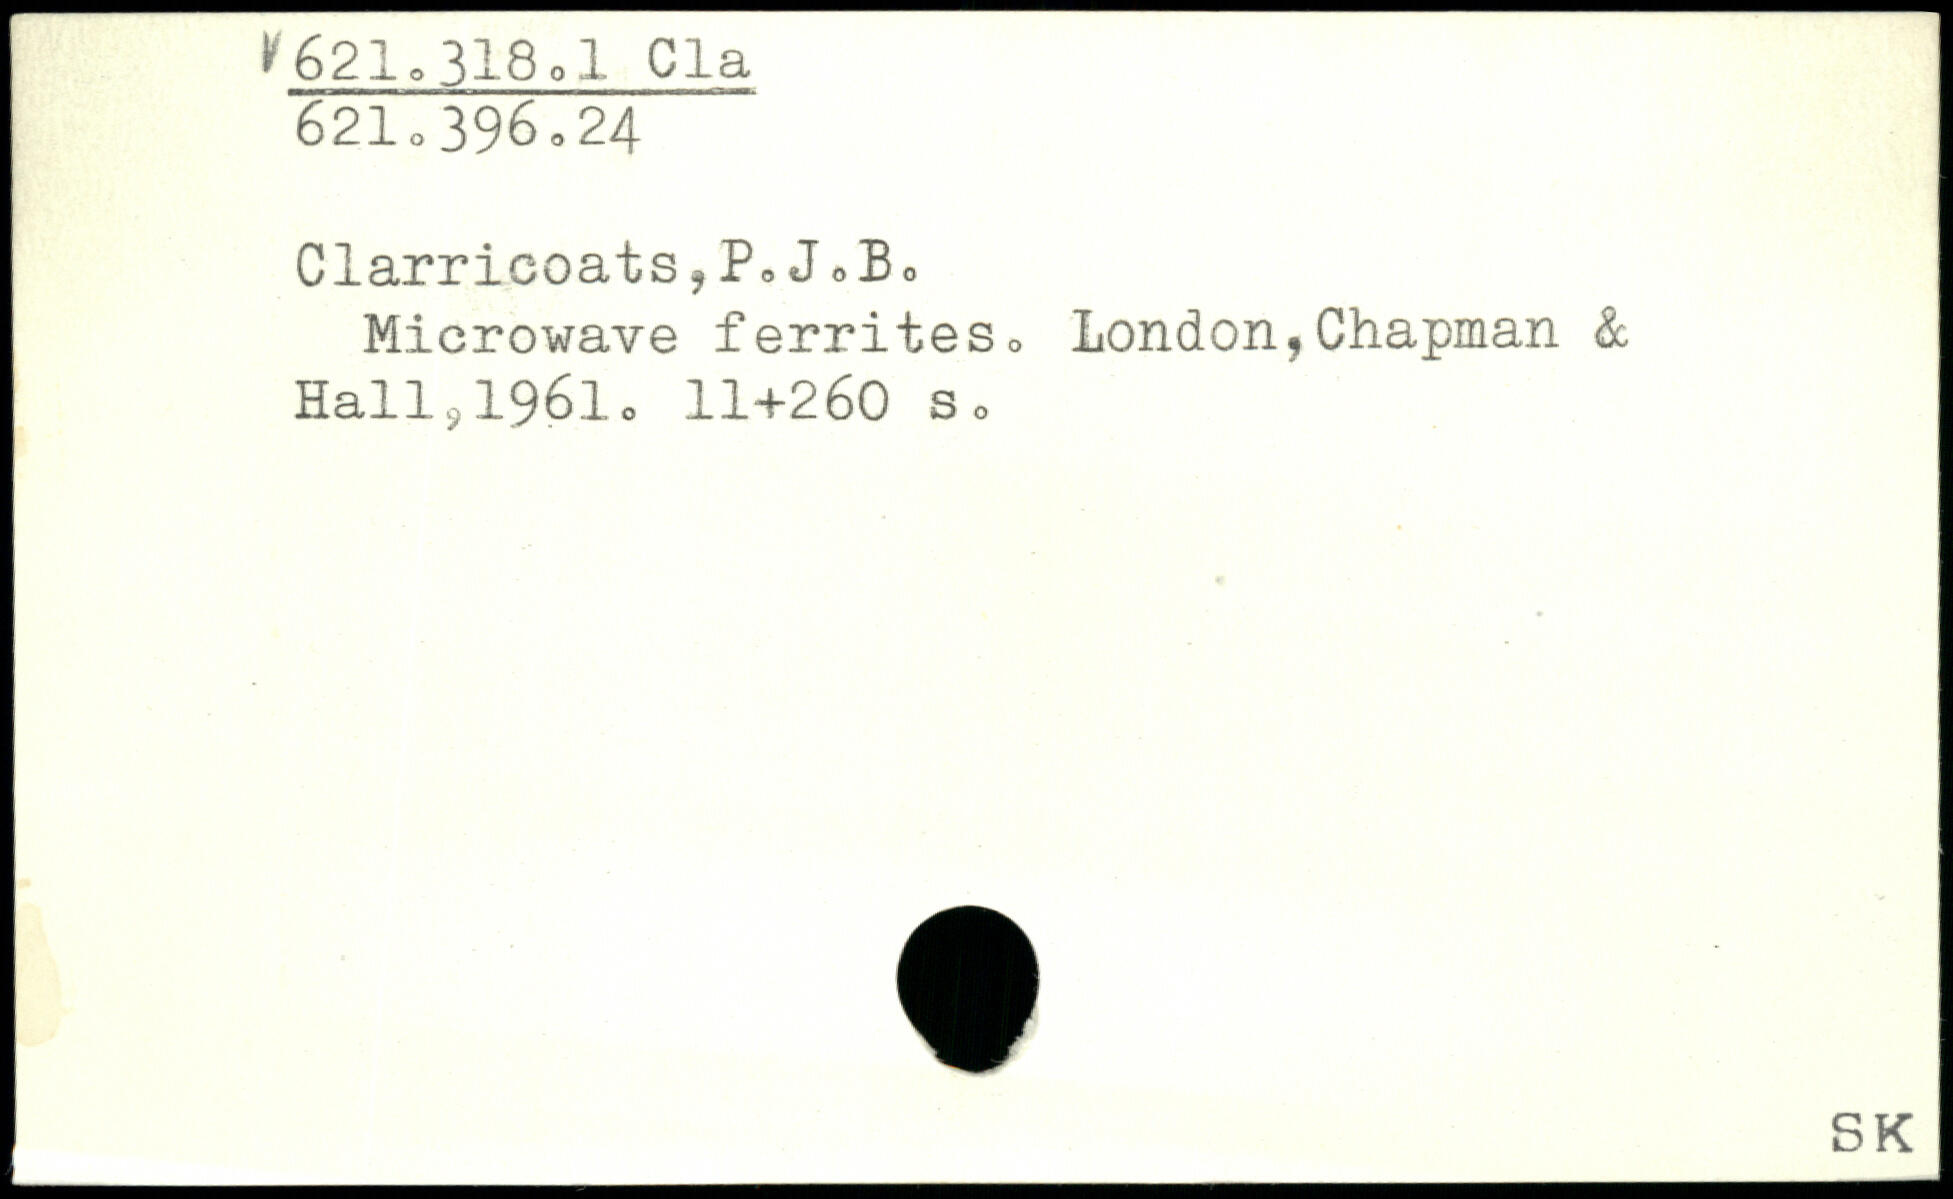 621.318.1 Cla
621.396.24
Clarricoats,P.J.B.
Microwave ferrites. London,Chapman &
Hall,1961. 11+260 s.
SK